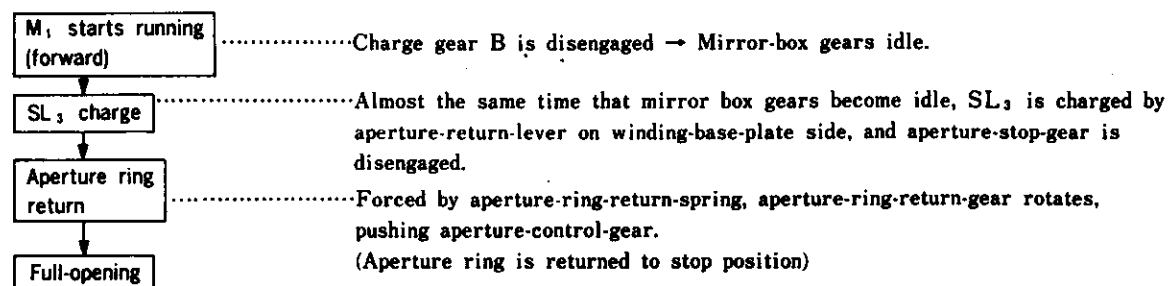 M₁ starts running
(forward)
Charge gear B is disengaged → Mirror-box gears idle.
SL₃ charge
Almost the same time that mirror box gears become idle, SL₃ is charged by
aperture-return-lever on winding-base-plate side, and aperture-stop-gear is
disengaged.
Aperture ring
return
Forced by aperture-ring-return-spring, aperture-ring-return-gear rotates,
pushing aperture-control-gear.
(Aperture ring is returned to stop position)
Full-opening